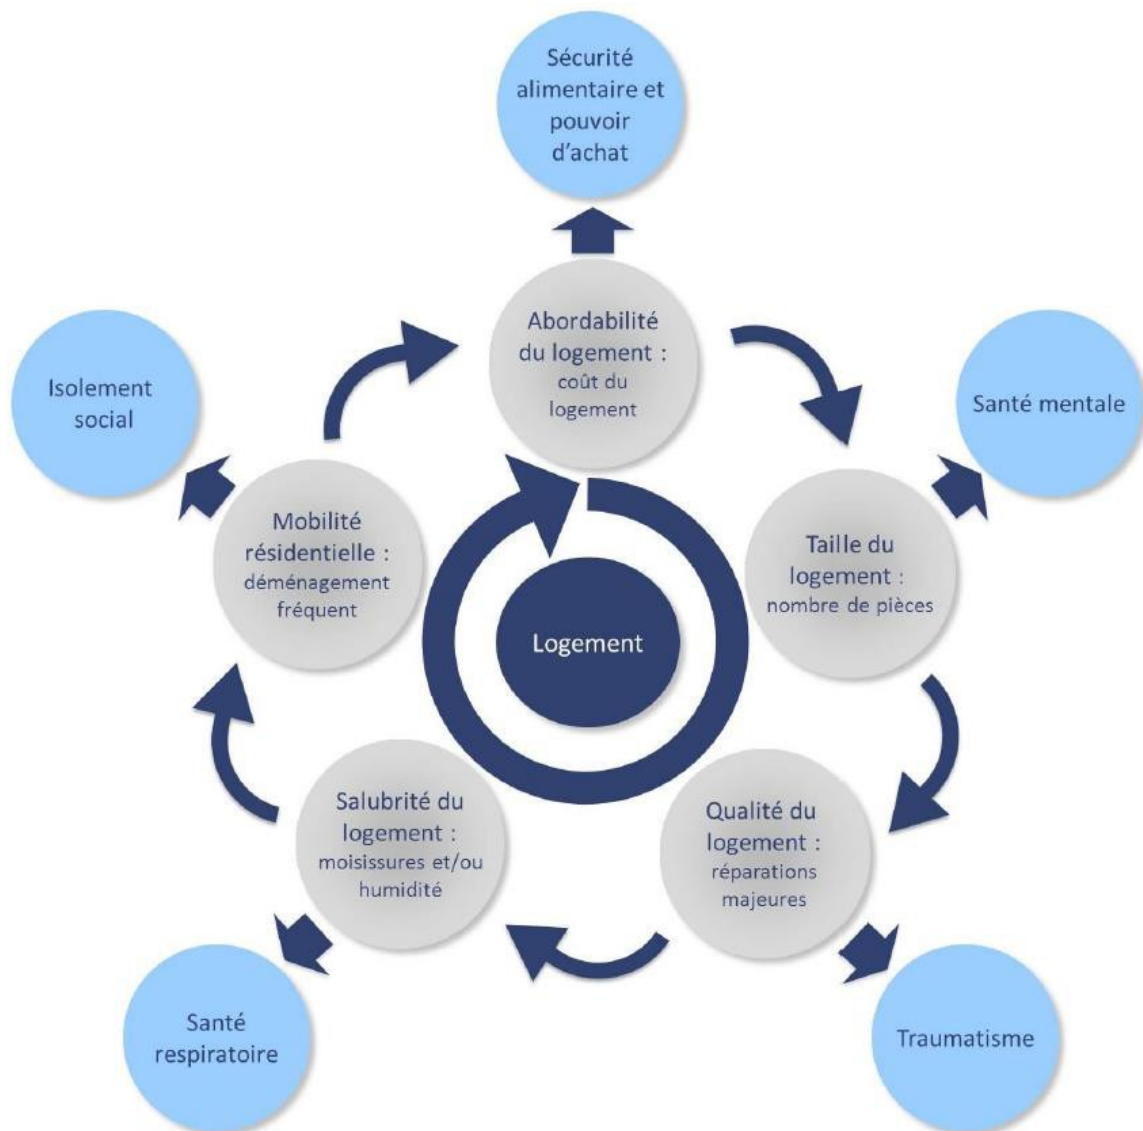 Sécurité
alimentaire et
pouvoir
d'achat
Abordabilité
du logement :
coût du
logement
Isolement
social
Santé mentale
Mobilité
résidentielle :
déménagement
fréquent
Taille du
logement :
nombre de pièces
Logement
Salubrité du
logement :
moisissures et/ou
humidité
Qualité du
logement :
réparations
majeures
Santé
respiratoire
Traumatisme